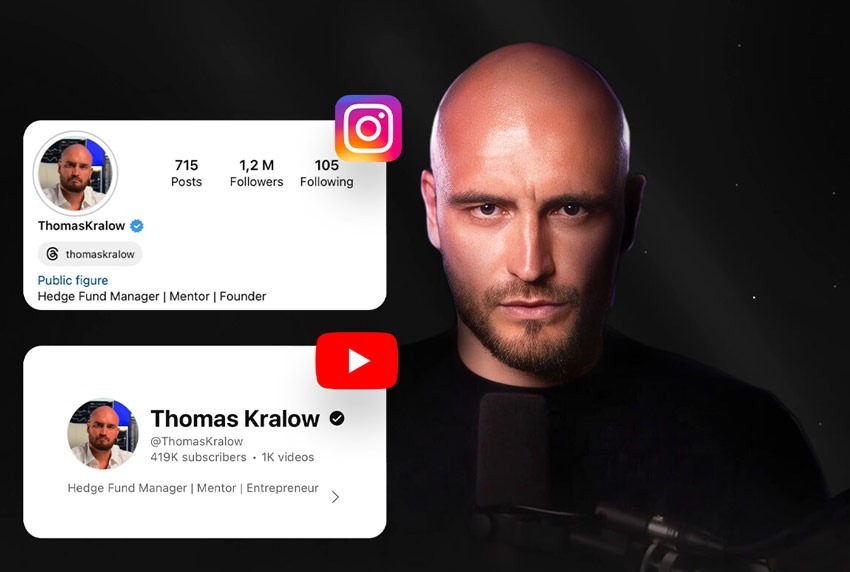 715 1,2 M 105
Posts Followers Following
ThomasKralow
thomaskralow
Public figure
Hedge Fund Manager | Mentor | Founder
Thomas Kralow
@ThomasKralow
419K subscribers • 1K videos
Hedge Fund Manager | Mentor | Entrepreneur